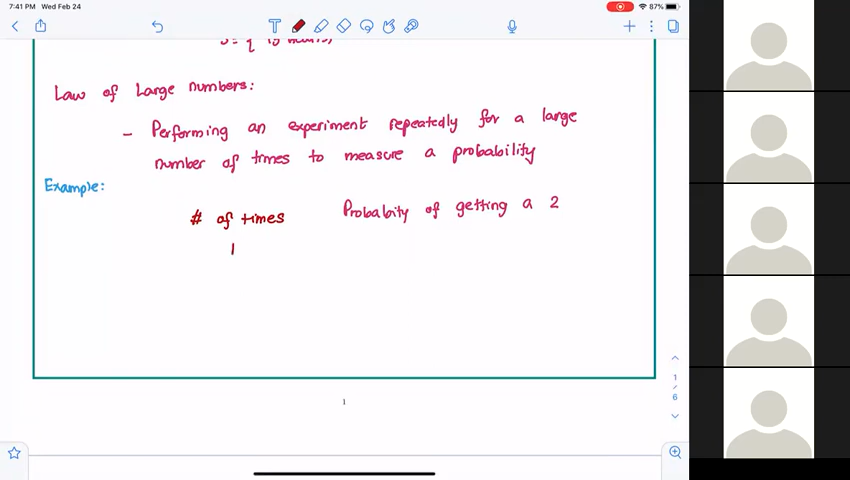 7:41 PM Wed Feb 24
87%
Law of Large numbers:
- Performing an experiment repeatedly for a large
number of times to measure a probability
Example:
# of times Probabity of getting a 2
1
1
/
6
1